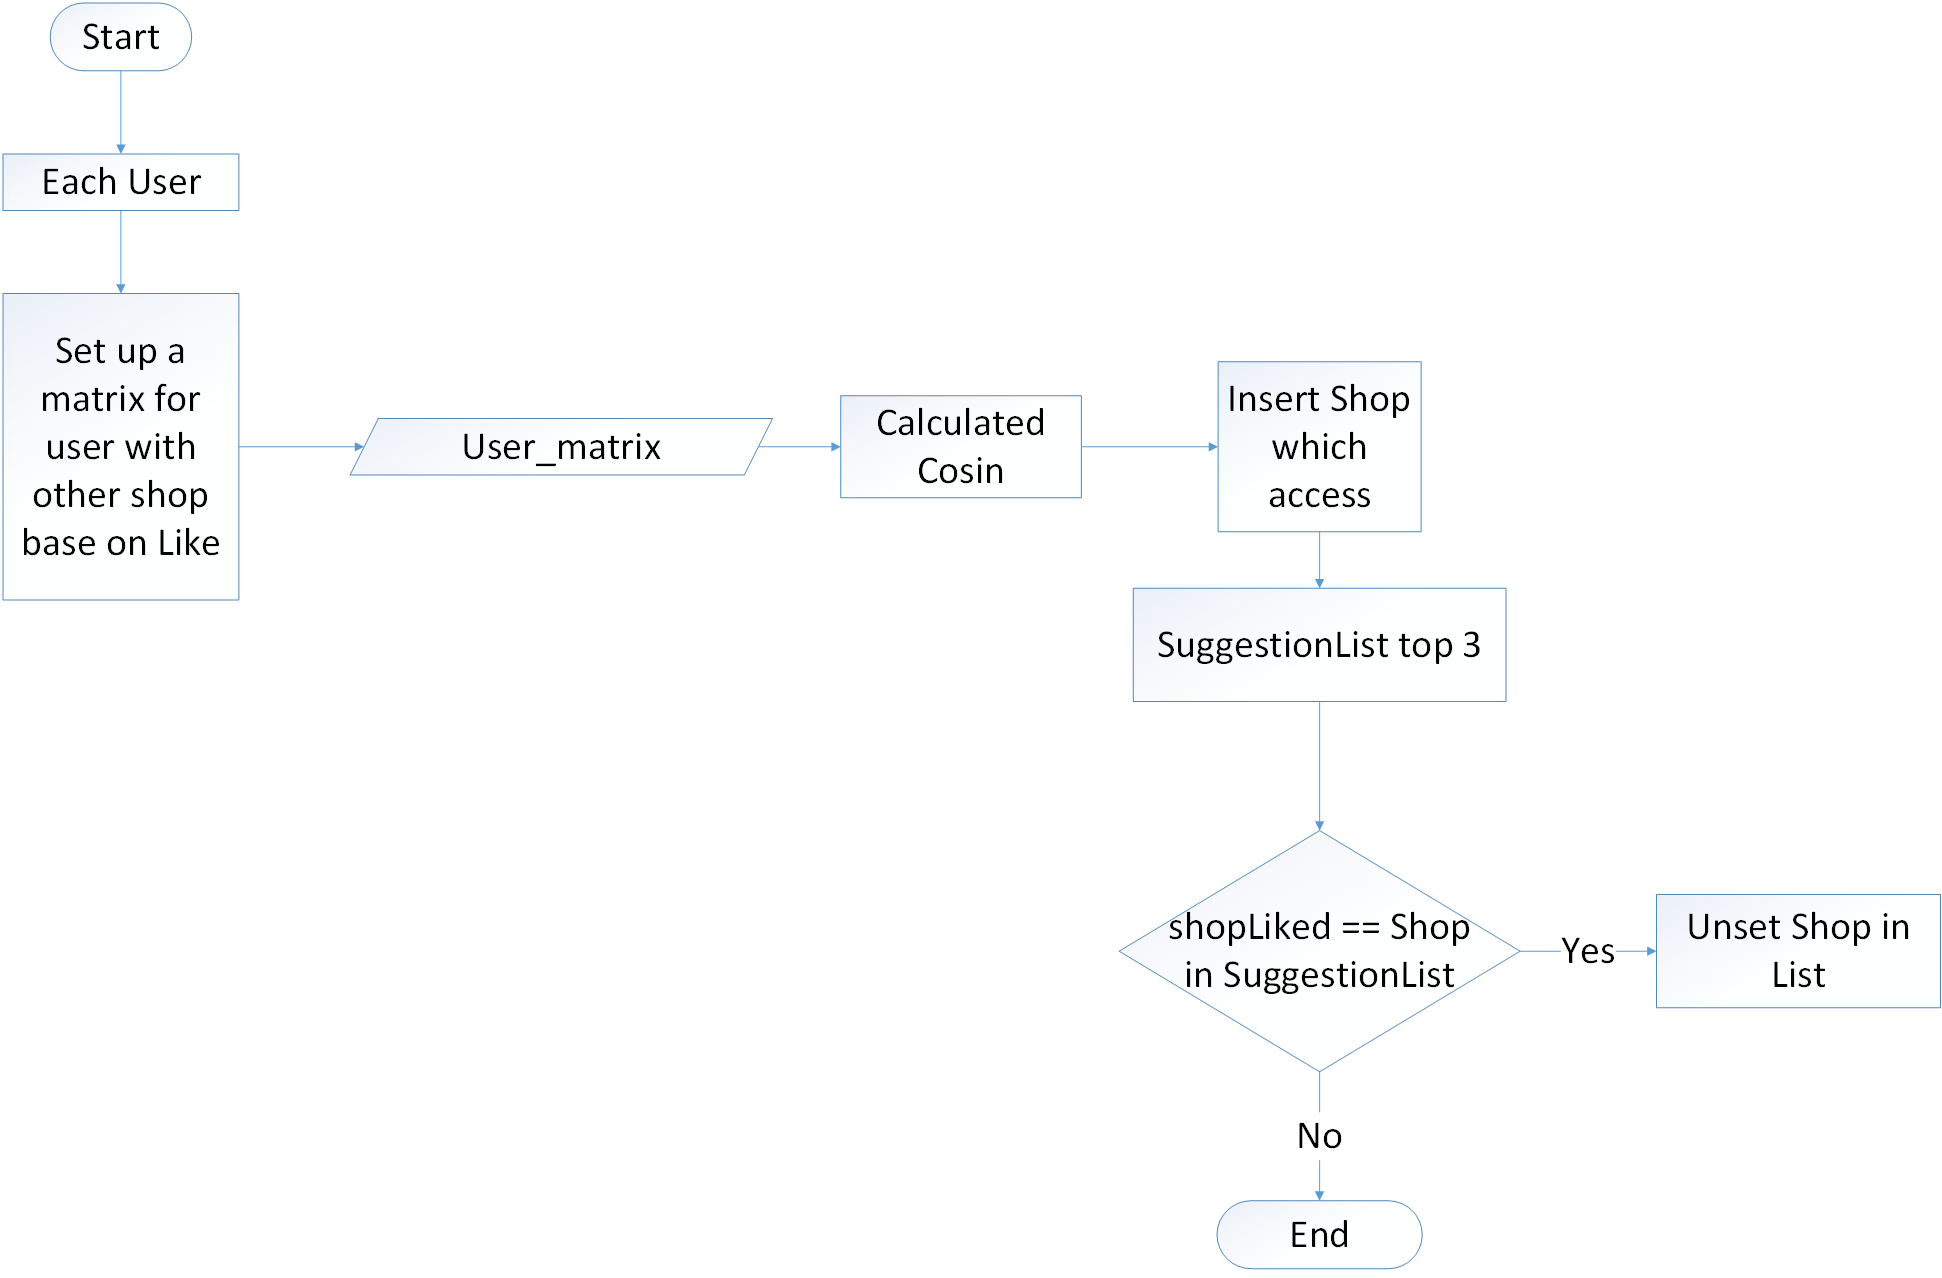 Start
Each User
Set up a
matrix for
user with
other shop
base on Like
User_matrix
Calculated
Cosin
Insert Shop
which
access
SuggestionList top 3
shopLiked == Shop
in SuggestionList
Yes
Unset Shop in
List
No
End